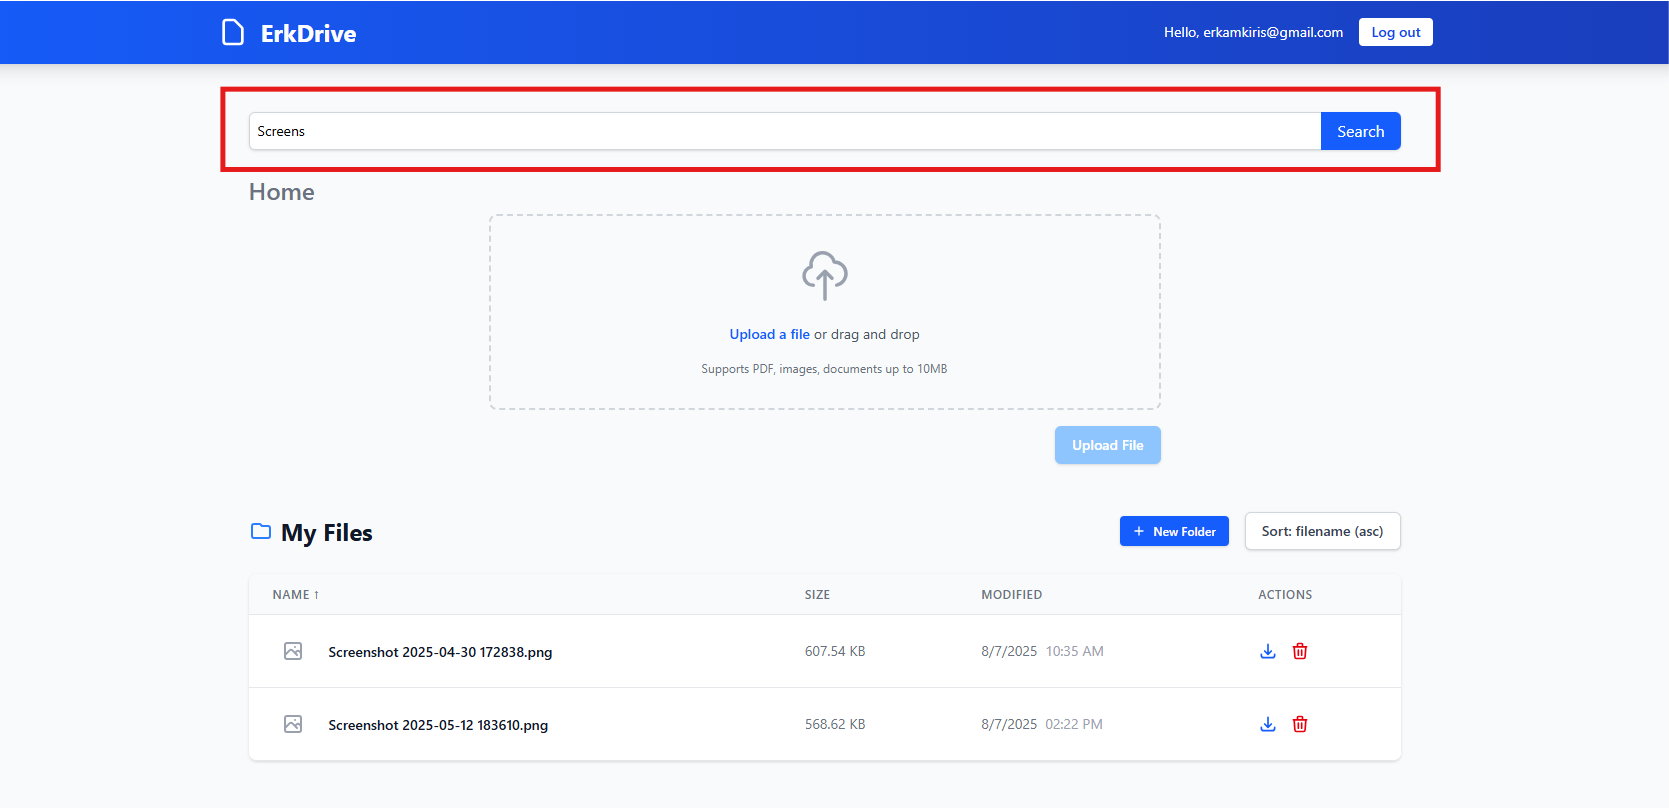 ErkDrive
Hello, erkamkiris@gmail.com
Log out
Screens
Search
Home
Upload a file or drag and drop
Supports PDF, images, documents up to 10MB
Upload File
My Files
+ New Folder
Sort: filename (asc)
NAME ↑ SIZE MODIFIED ACTIONS
Screenshot 2025-04-30 172838.png 607.54 KB 8/7/2025 10:35 AM
Screenshot 2025-05-12 183610.png 568.62 KB 8/7/2025 02:22 PM